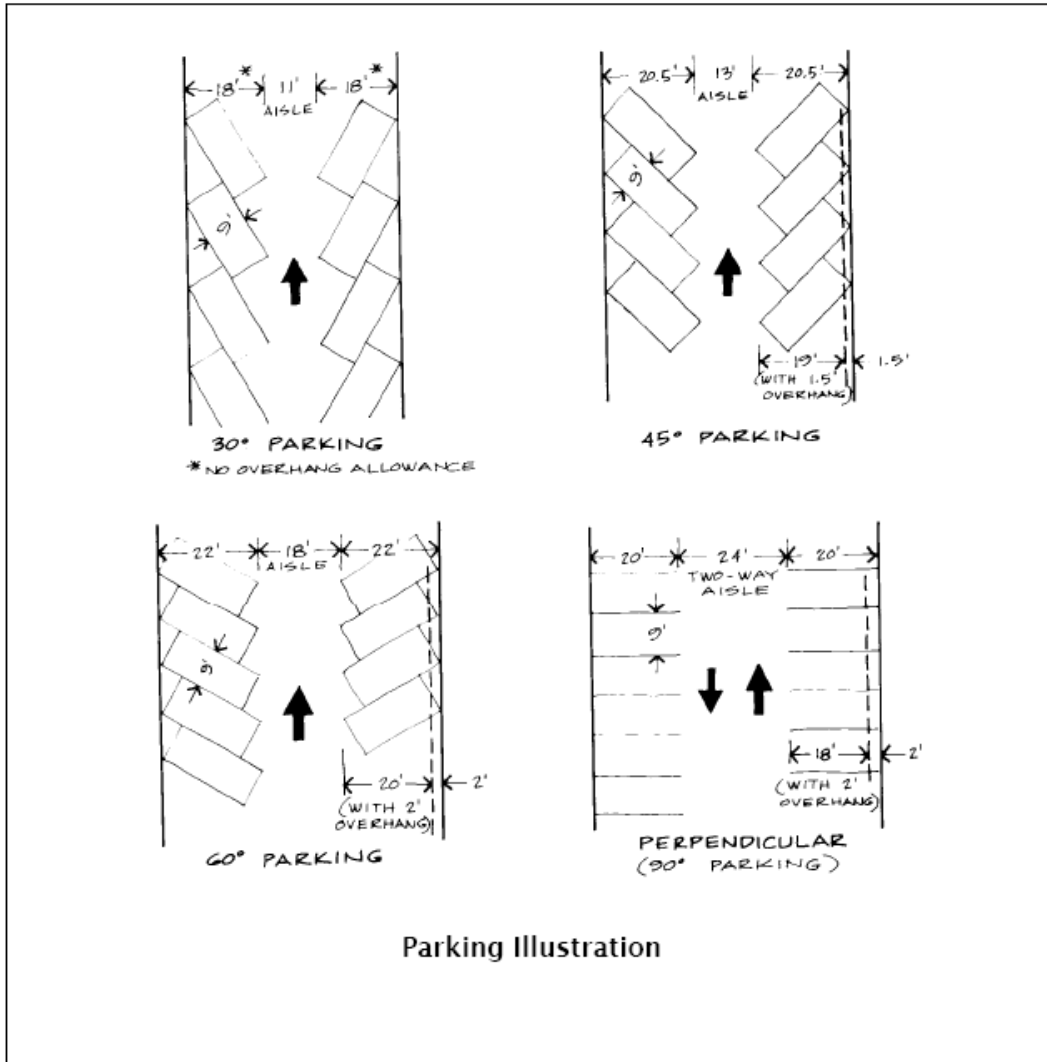 18'* 11' 18'*
AISLE
9'
30° PARKING
* NO OVERHANG ALLOWANCE
20.5' 13' 20.5'
AISLE
9'
19' 1.5'
(WITH 1.5'
OVERHANG)
45° PARKING
22' 18' 22'
AISLE
9'
20' 2'
(WITH 2'
OVERHANG)
60° PARKING
20' 24' 20'
TWO-WAY
AISLE
9'
18' 2'
(WITH 2'
OVERHANG)
PERPENDICULAR
(90° PARKING)
Parking Illustration